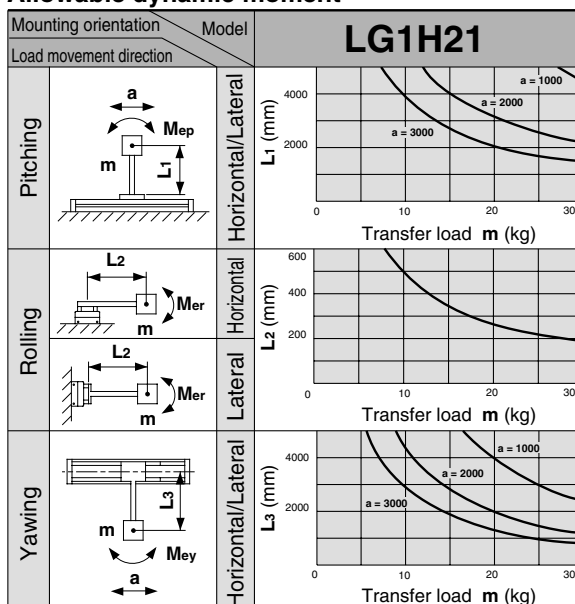 Allowable dynamic moment
Mounting orientation
Model
Load movement direction
LG1H21
Pitching
a
Mep
m
L1
Horizontal/Lateral
L1 (mm)
4000
2000
a = 1000
a = 2000
a = 3000
0 10 20 30
Transfer load m (kg)
Rolling
L2
Mer
m
Horizontal
L2
Mer
m
Lateral
L2 (mm)
600
400
200
0 10 20 30
Transfer load m (kg)
Yawing
L3
m
Mey
a
Horizontal/Lateral
L3 (mm)
4000
2000
a = 1000
a = 2000
a = 3000
0 10 20 30
Transfer load m (kg)